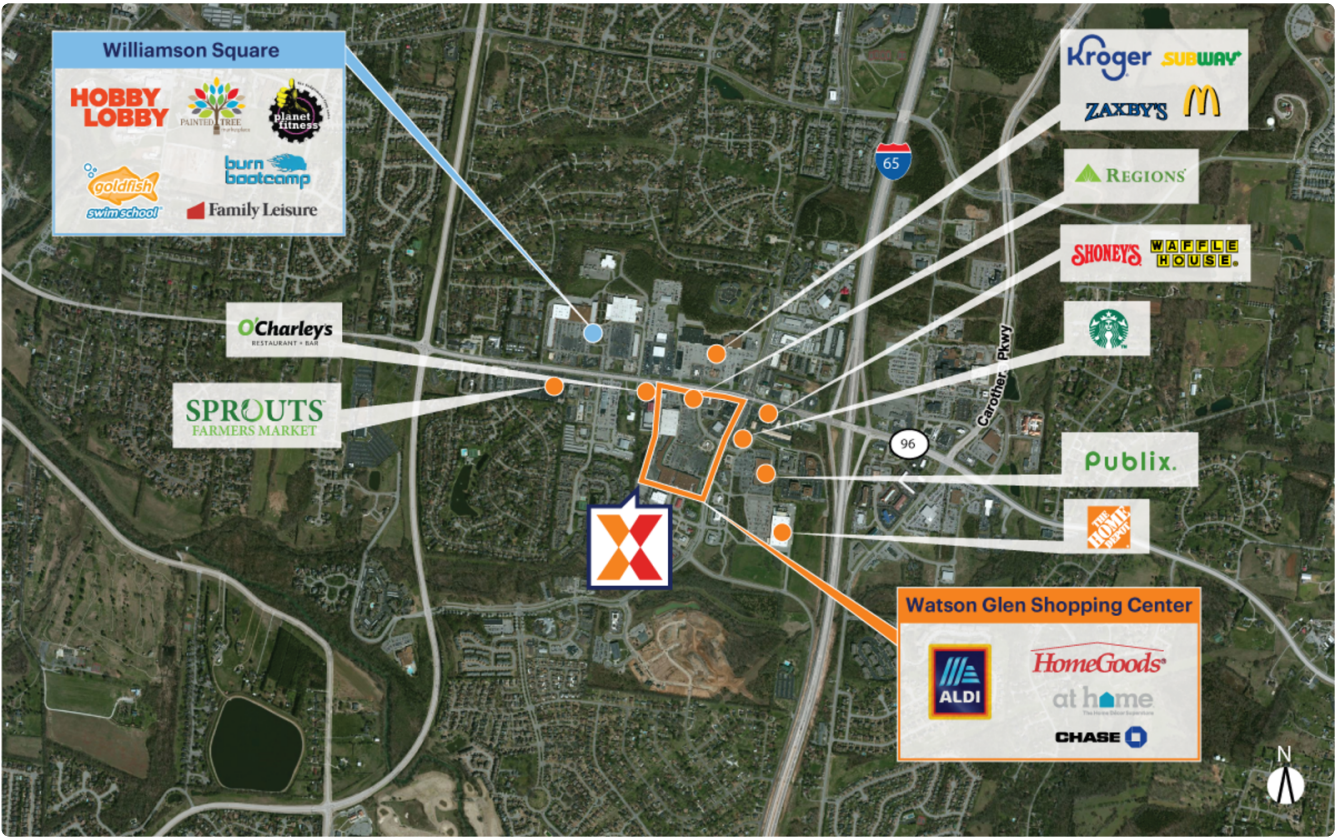 Williamson Square
HOBBY
LOBBY
PAINTED TREE
planet
fitness
goldfish
swim school
burn
bootcamp
Family Leisure
O'Charley's
RESTAURANT + BAR
SPROUTS
FARMERS MARKET
65
Kroger
SUBWAY
ZAXBY'S
REGIONS
SHONEY'S
WAFFLE
HOUSE
Carother Pkwy
96
Publix.
THE
HOME
DEPOT
Watson Glen Shopping Center
ALDI
HomeGoods
at home
CHASE
N